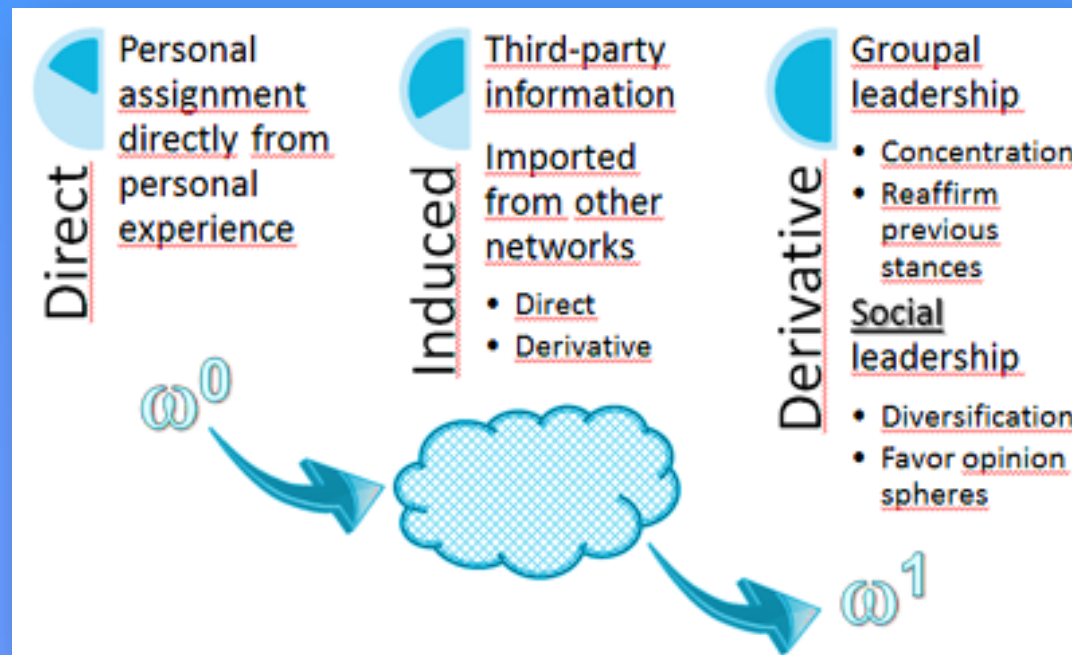 Direct
Personal
assignment
directly from
personal
experience
Induced
Third-party
information
Imported
from other
networks
• Direct
• Derivative
Derivative
Groupal
leadership
• Concentration
• Reaffirm
previous
stances
Social
leadership
• Diversification
• Favor opinion
spheres
ω⁰
ω¹